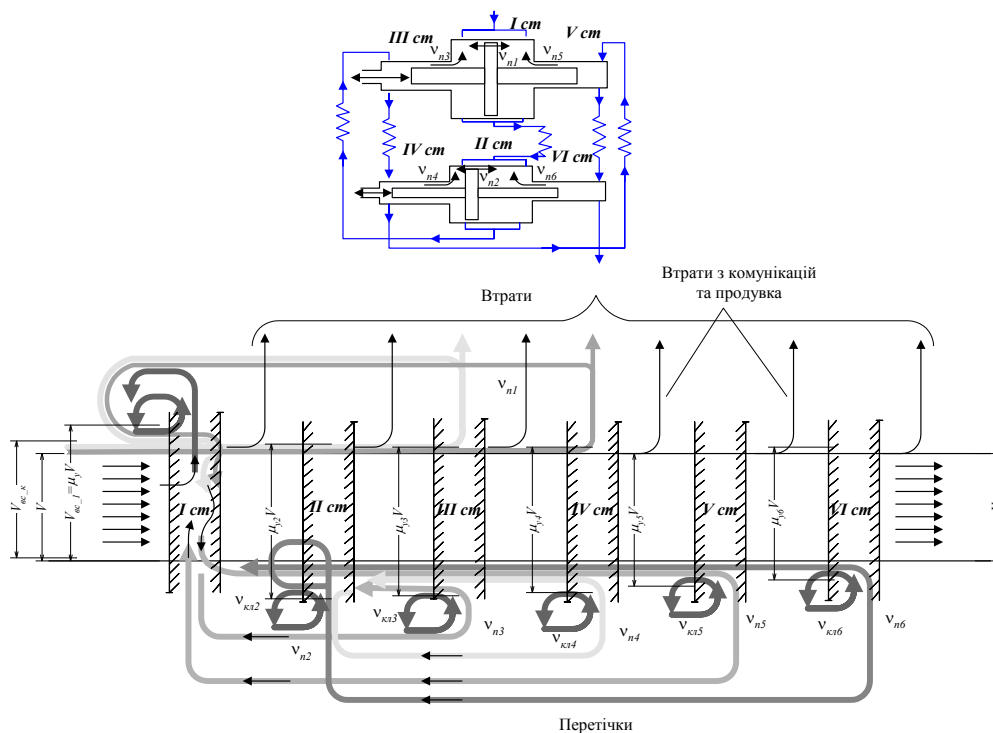 I ст
V ст
III ст
νп3
νп1
νп5
IV ст
II ст
VI ст
νп4
νп2
νп6
Втрати з комунікацій
та продувка
Втрати
νп1
Vвс_к
V
Vвс_1=μуV
I ст
μу2V
II ст
μу3V
III ст
μу4V
IV ст
μу5V
V ст
μу6V
VI ст
νкл2
νкл3
νкл4
νкл5
νкл6
νп2
νп3
νп4
νп5
νп6
Перетічки